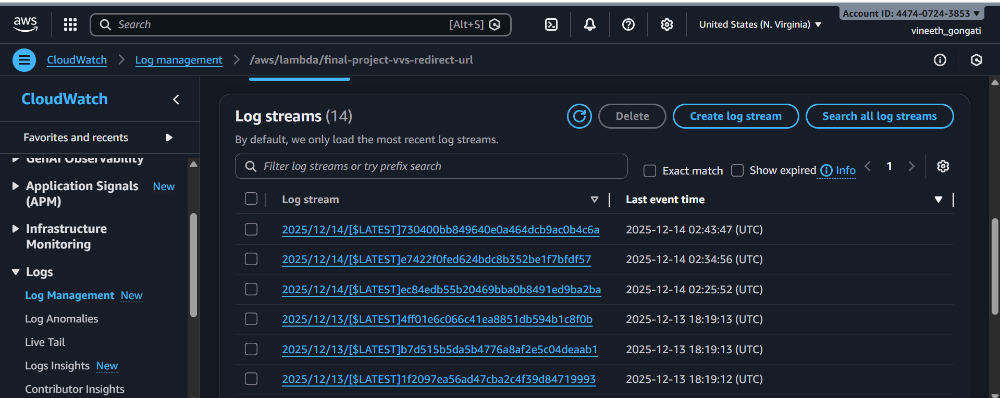 aws
Search [Alt+S]
United States (N. Virginia)
Account ID: 4474-0724-3853
vineeth_gongati
CloudWatch
Log management
/aws/lambda/final-project-vvs-redirect-url
CloudWatch
Favorites and recents
GenAI Observability
Application Signals (APM) New
Infrastructure Monitoring
Logs
Log Management New
Log Anomalies
Live Tail
Logs Insights New
Contributor Insights
Log streams (14)
Delete
Create log stream
Search all log streams
By default, we only load the most recent log streams.
Filter log streams or try prefix search
Exact match
Show expired
Info
1
Log stream Last event time
2025/12/14/[$LATEST]730400bb849640e0a464dcb9ac0b4c6a 2025-12-14 02:43:47 (UTC)
2025/12/14/[$LATEST]e7422f0fed624bdc8b352be1f7bfdf57 2025-12-14 02:34:56 (UTC)
2025/12/14/[$LATEST]ec84edb55b20469bba0b8491ed9ba2ba 2025-12-14 02:25:52 (UTC)
2025/12/13/[$LATEST]4ff01e6c066c41ea8851db594b1c8f0b 2025-12-13 18:19:13 (UTC)
2025/12/13/[$LATEST]b7d515b5da5b4776a8af2e5c04deaab1 2025-12-13 18:19:13 (UTC)
2025/12/13/[$LATEST]1f2097ea56ad47cba2c4f39d84719993 2025-12-13 18:19:12 (UTC)